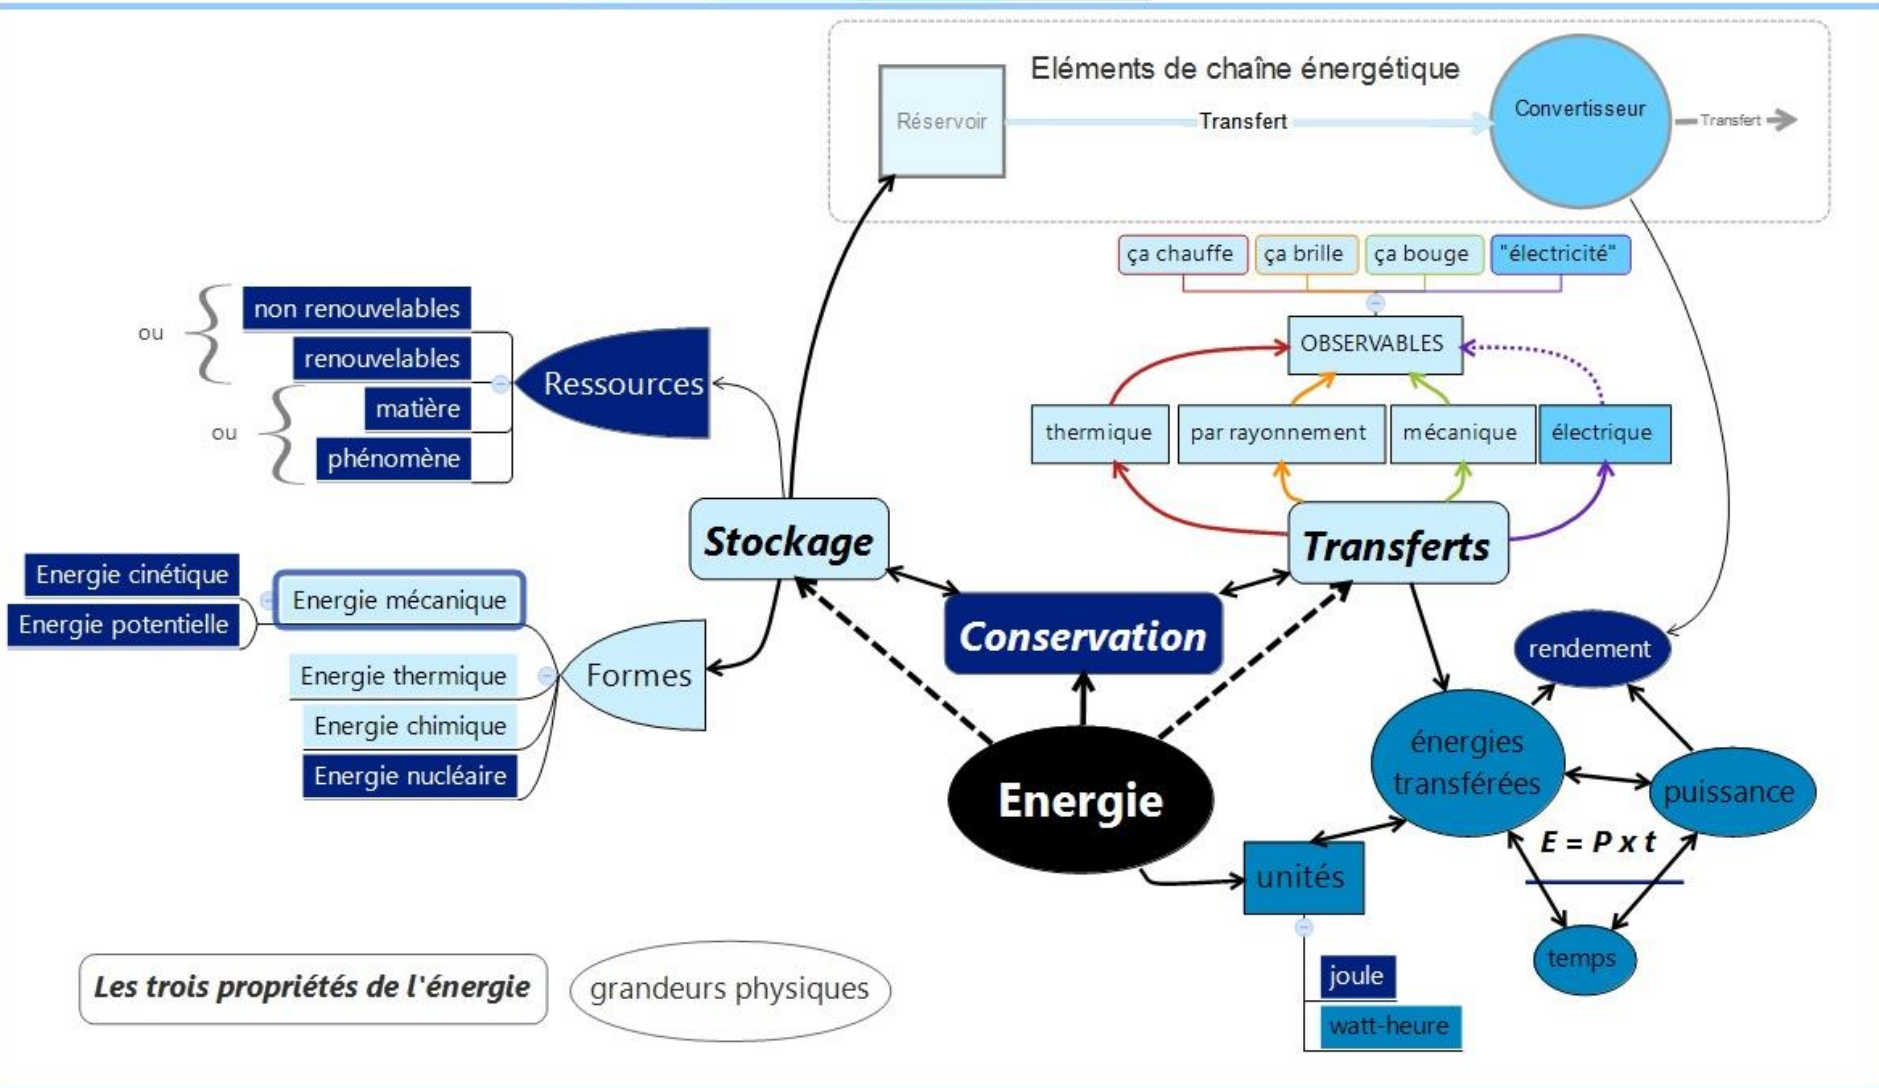 Eléments de chaîne énergétique
Réservoir
Transfert
Convertisseur
Transfert
ça chauffe
ça brille
ça bouge
"électricité"
OBSERVABLES
thermique
par rayonnement
mécanique
électrique
non renouvelables
ou
renouvelables
Ressources
matière
ou
phénomène
Stockage
Transferts
Energie cinétique
Energie mécanique
Energie potentielle
Conservation
rendement
Energie thermique
Formes
Energie chimique
Energie nucléaire
énergies
transférées
puissance
Energie
E = P x t
unités
temps
joule
watt-heure
Les trois propriétés de l'énergie
grandeurs physiques